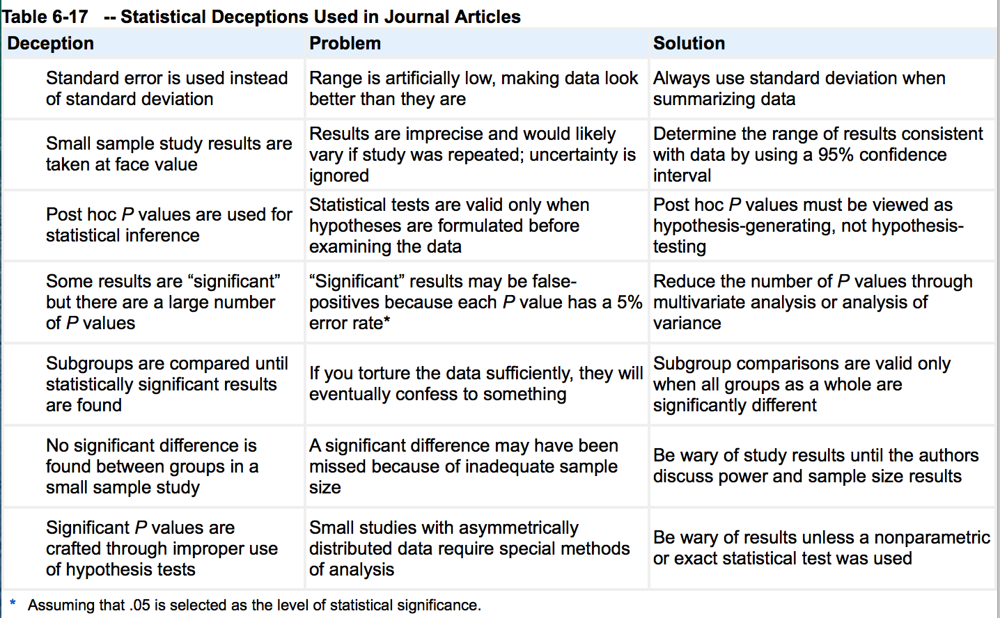 Table 6-17 -- Statistical Deceptions Used in Journal Articles
Deception Problem Solution
Standard error is used instead
of standard deviation
Range is artificially low, making data look
better than they are
Always use standard deviation when
summarizing data
Small sample study results are
taken at face value
Results are imprecise and would likely
vary if study was repeated; uncertainty is
ignored
Determine the range of results consistent
with data by using a 95% confidence
interval
Post hoc P values are used for
statistical inference
Statistical tests are valid only when
hypotheses are formulated before
examining the data
Post hoc P values must be viewed as
hypothesis-generating, not hypothesis-
testing
Some results are “significant”
but there are a large number
of P values
“Significant” results may be false-
positives because each P value has a 5%
error rate*
Reduce the number of P values through
multivariate analysis or analysis of
variance
Subgroups are compared until
statistically significant results
are found
If you torture the data sufficiently, they will
eventually confess to something
Subgroup comparisons are valid only
when all groups as a whole are
significantly different
No significant difference is
found between groups in a
small sample study
A significant difference may have been
missed because of inadequate sample
size
Be wary of study results until the authors
discuss power and sample size results
Significant P values are
crafted through improper use
of hypothesis tests
Small studies with asymmetrically
distributed data require special methods
of analysis
Be wary of results unless a nonparametric
or exact statistical test was used
* Assuming that .05 is selected as the level of statistical significance.